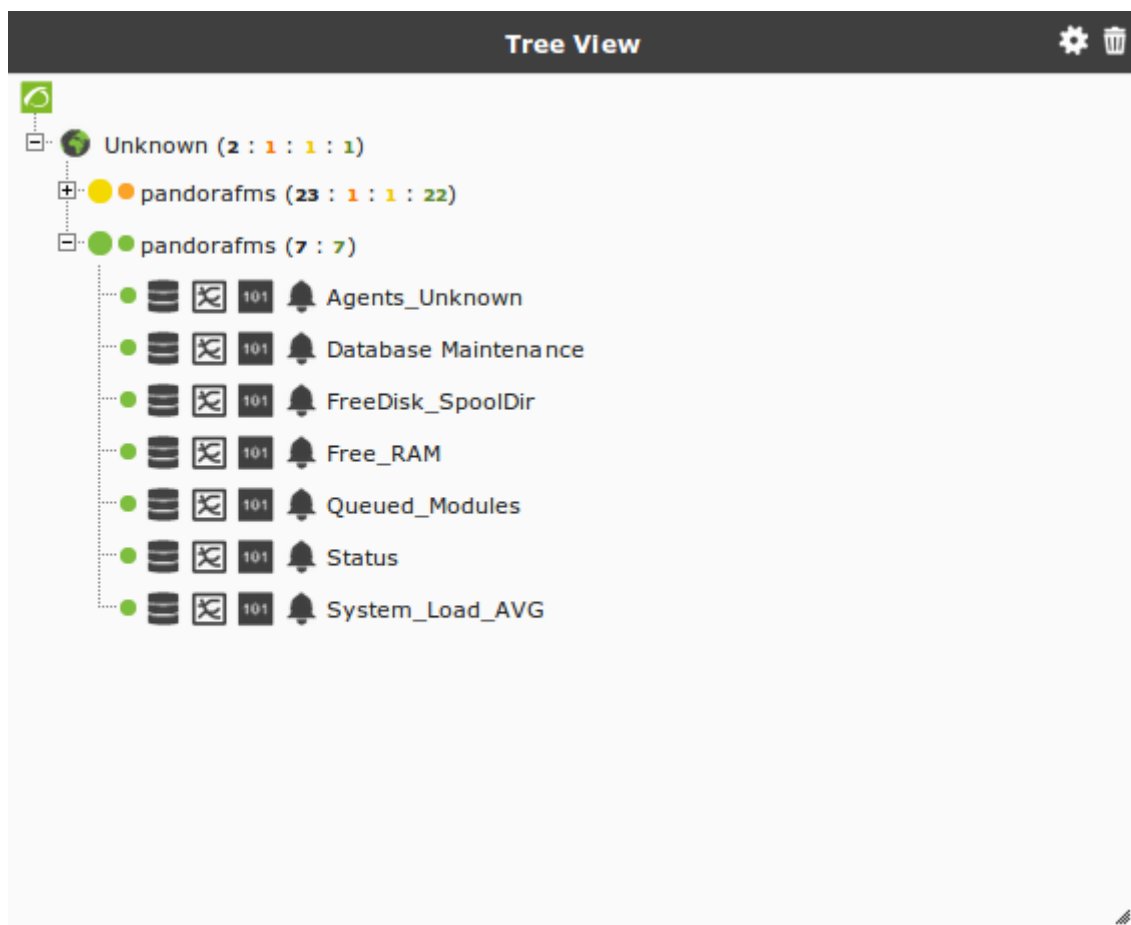 Tree View
Unknown (2 : 1 : 1 : 1)
pandorafms (23 : 1 : 1 : 22)
pandorafms (7 : 7)
101 Agents_Unknown
101 Database Maintenance
101 FreeDisk_SpoolDir
101 Free_RAM
101 Queued_Modules
101 Status
101 System_Load_AVG